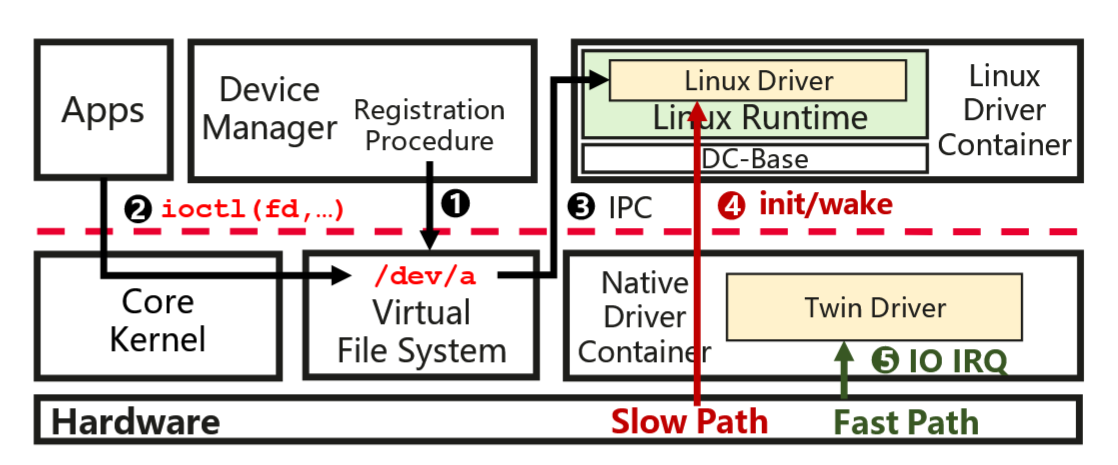 Apps
Device
Manager
Registration
Procedure
Linux Driver
Linux Runtime
DC-Base
Linux
Driver
Container
❷ ioctl(fd,…)
❶
❸ IPC
❹ init/wake
Core
Kernel
/dev/a
Virtual
File System
Native
Driver
Container
Twin Driver
❺ IO IRQ
Hardware
Slow Path
Fast Path